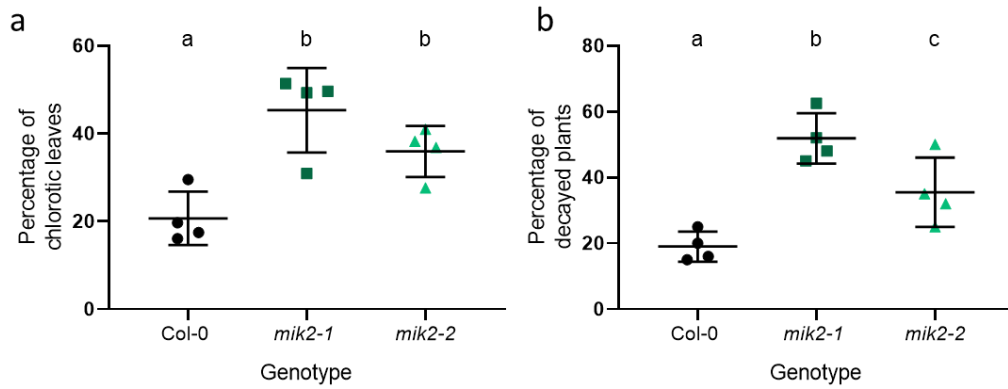 a
a b b
60
40
20
0
Percentage of
chlorotic leaves
Col-0 mik2-1 mik2-2
Genotype
b
a b c
80
60
40
20
0
Percentage of
decayed plants
Col-0 mik2-1 mik2-2
Genotype